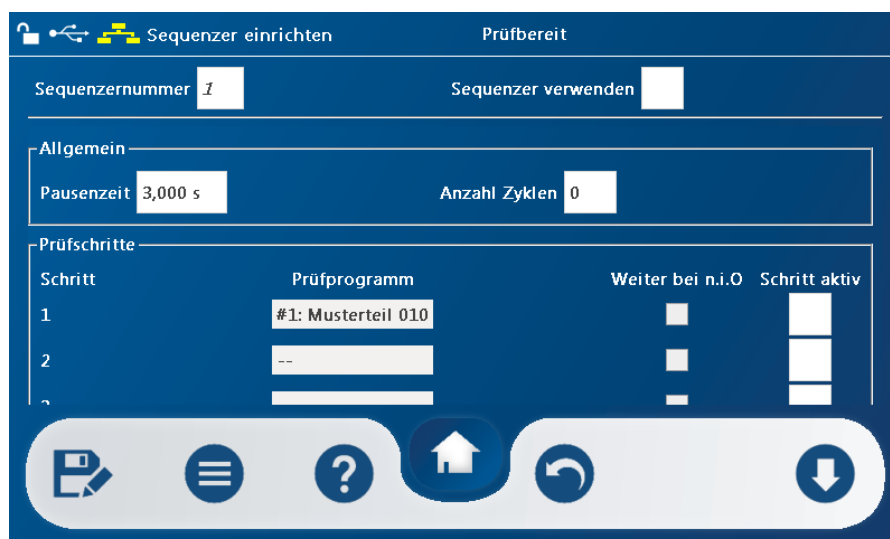 Sequenzer einrichten Prüfbereit
Sequenzernummer 1 Sequenzer verwenden
Allgemein
Pausenzeit 3,000 s Anzahl Zyklen 0
Prüfschritte
Schritt Prüfprogramm Weiter bei n.i.O Schritt aktiv
1 #1: Musterteil 010
2 --